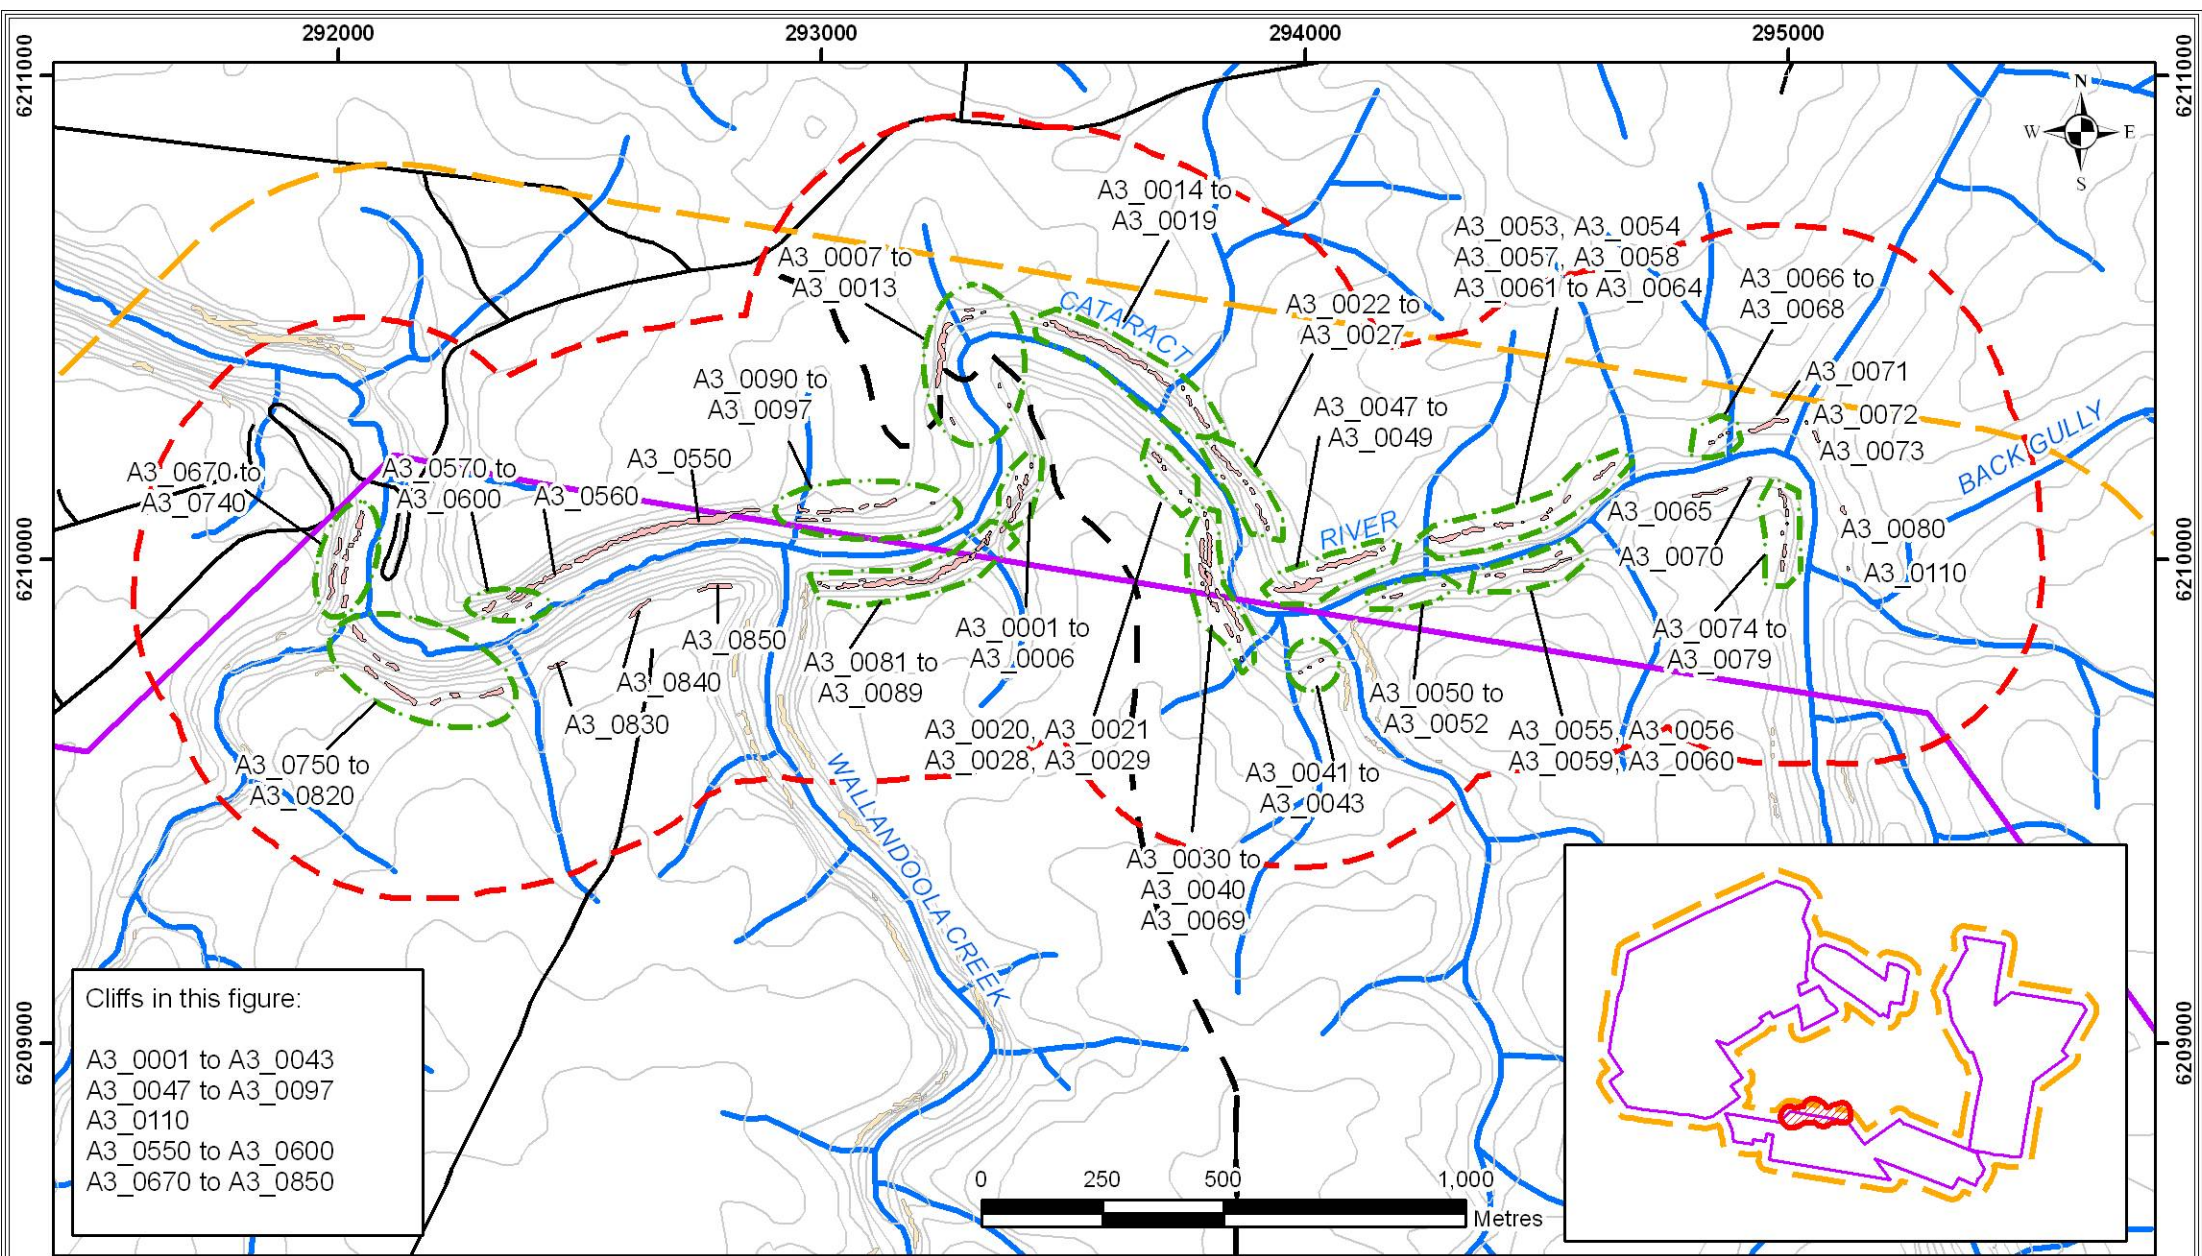 292000
293000
294000
295000
6211000
6211000
N
W
E
S
A3_0014 to
A3_0019
A3_0053, A3_0054
A3_0057, A3_0058
A3_0061 to A3_0064
A3_0007 to
A3_0013
A3_0066 to
A3_0068
CATARACT
A3_0022 to
A3_0027
A3_0071
A3_0090 to
A3_0097
A3_0047 to
A3_0049
A3_0072
A3_0073
BACK GULLY
A3_0550
A3_0670 to
A3_0740
A3_0570 to
A3_0600
A3_0560
A3_0065
A3_0070
RIVER
A3_0080
A3_0110
6210000
6210000
A3_0850
A3_0001 to
A3_0006
A3_0074 to
A3_0079
A3_0840
A3_0081 to
A3_0089
A3_0830
A3_0050 to
A3_0052
A3_0020, A3_0021
A3_0028, A3_0029
A3_0055, A3_0056
A3_0059, A3_0060
A3_0750 to
A3_0820
A3_0041 to
A3_0043
WALLANDOOLA CREEK
A3_0030 to
A3_0040
A3_0069
6209000
6209000
Cliffs in this figure:
A3_0001 to A3_0043
A3_0047 to A3_0097
A3_0110
A3_0550 to A3_0600
A3_0670 to A3_0850
0 250 500 1,000
Metres